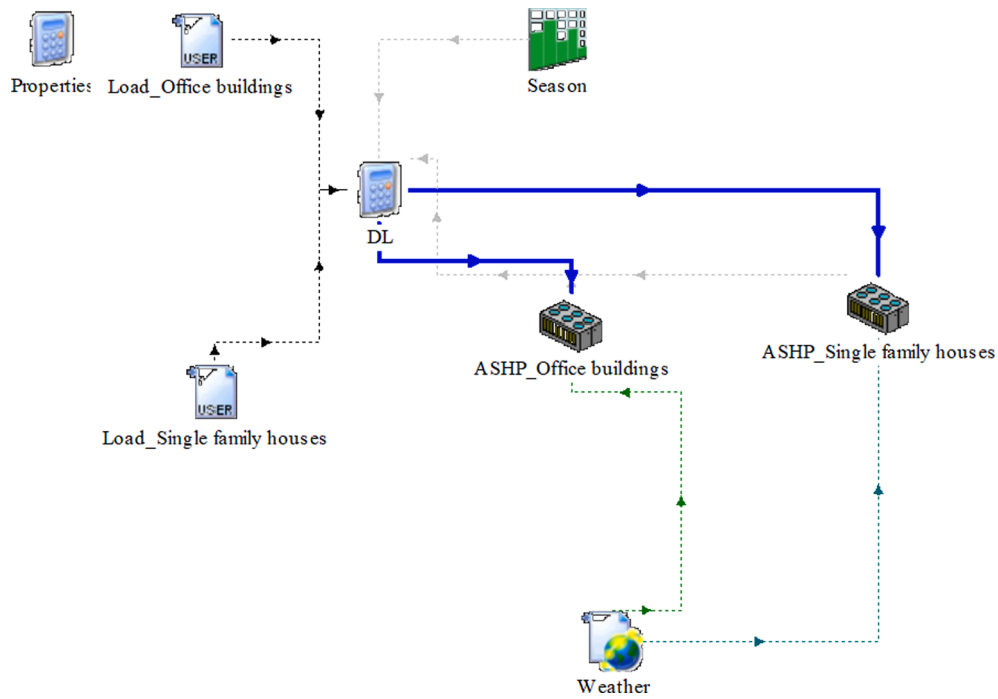 Properties
Load_Office buildings
USER
Season
DL
ASHP_Office buildings
ASHP_Single family houses
USER
Load_Single family houses
Weather